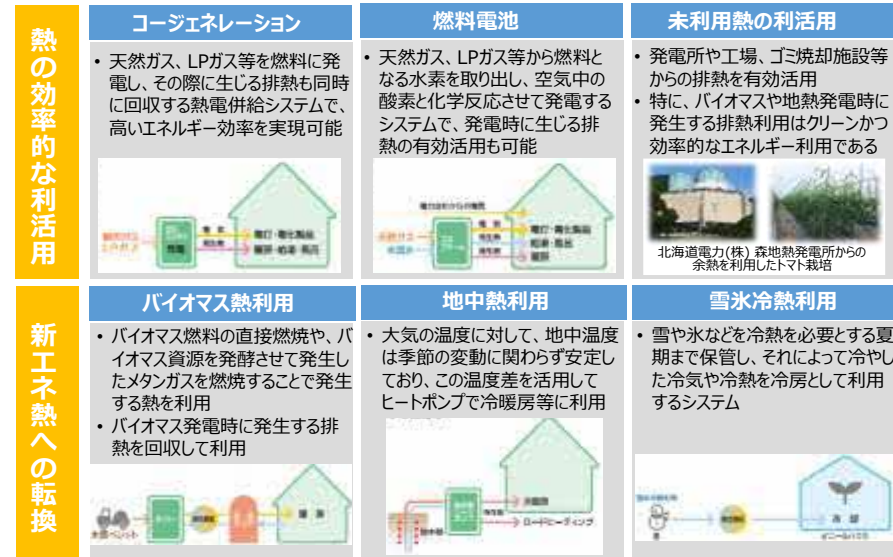 熱の効率的な利活用
コージェネレーション
• 天然ガス、LPガス等を燃料に発
電し、その際に生じる排熱も同時
に回収する熱電併給システムで、
高いエネルギー効率を実現可能
燃料電池
• 天然ガス、LPガス等から燃料と
なる水素を取り出し、空気中の
酸素と化学反応させて発電する
システムで、発電時に生じる排
熱の有効活用も可能
未利用熱の利活用
• 発電所や工場、ゴミ焼却施設等
からの排熱を有効活用
• 特に、バイオマスや地熱発電時に
発生する排熱利用はクリーンかつ
効率的なエネルギー利用である
北海道電力(株) 森地熱発電所からの
余熱を利用したトマト栽培
新エネ熱への転換
バイオマス熱利用
• バイオマス燃料の直接燃焼や、バ
イオマス資源を発酵させて発生し
たメタンガスを燃焼することで発生
する熱を利用
• バイオマス発電時に発生する排
熱を回収して利用
地中熱利用
• 大気の温度に対して、地中温度
は季節の変動に関わらず安定し
ており、この温度差を活用して
ヒートポンプで冷暖房等に利用
ロードヒーティング
雪氷冷熱利用
• 雪や氷などを冷熱を必要とする夏
期まで保管し、それによって冷やし
た冷気や冷熱を冷房として利用
するシステム